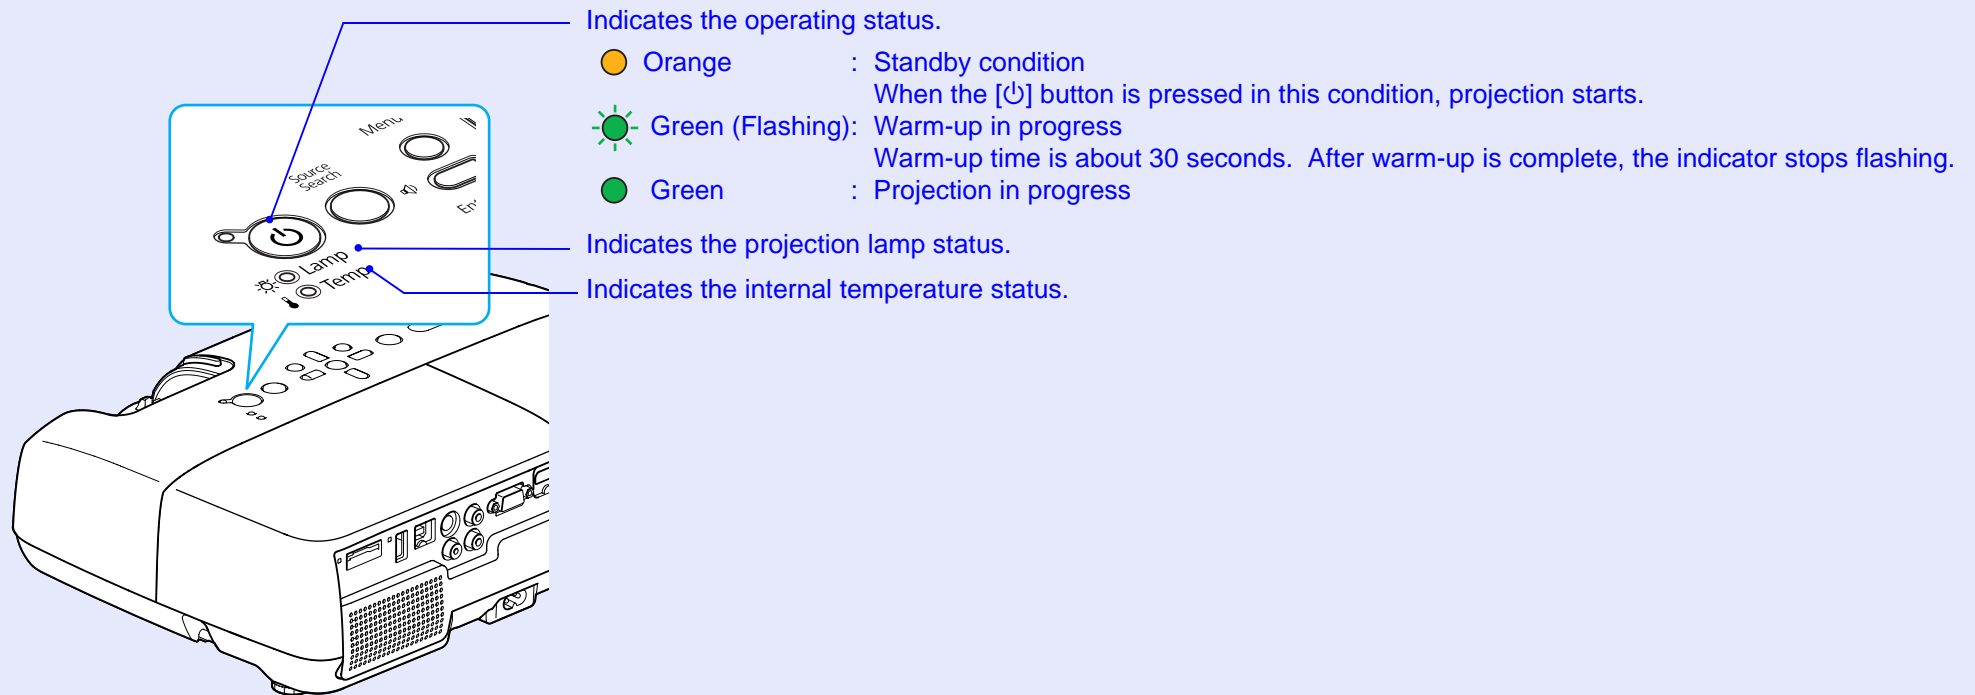 Indicates the operating status.
Orange : Standby condition
When the [⏻] button is pressed in this condition, projection starts.
Green (Flashing): Warm-up in progress
Warm-up time is about 30 seconds. After warm-up is complete, the indicator stops flashing.
Green : Projection in progress
Indicates the projection lamp status.
Indicates the internal temperature status.
Menu
Source
Search
Lamp
Temp